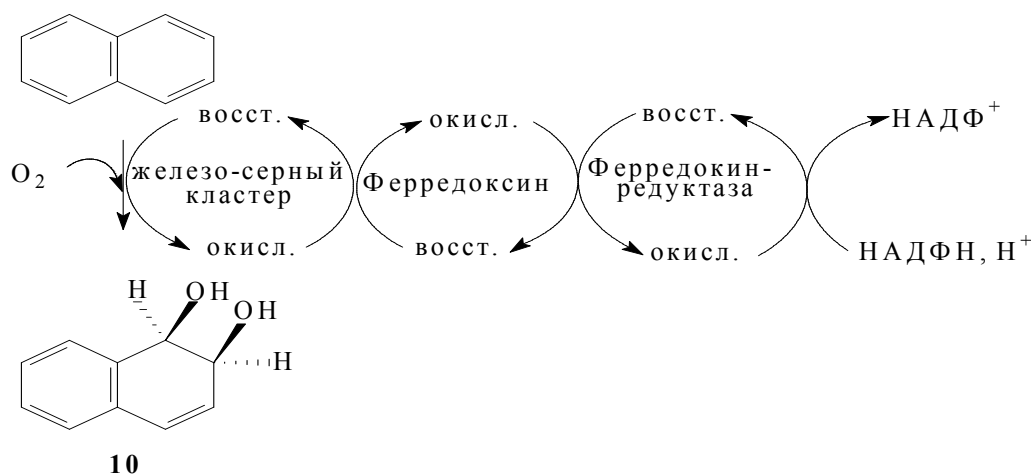 восст.
окисл.
восст.
НАДФ⁺
O₂
железо-серный
кластер
Ферредоксин
Ферредокин-
редуктаза
окисл.
восст.
окисл.
НАДФН, Н⁺
H
OH
OH
H
10